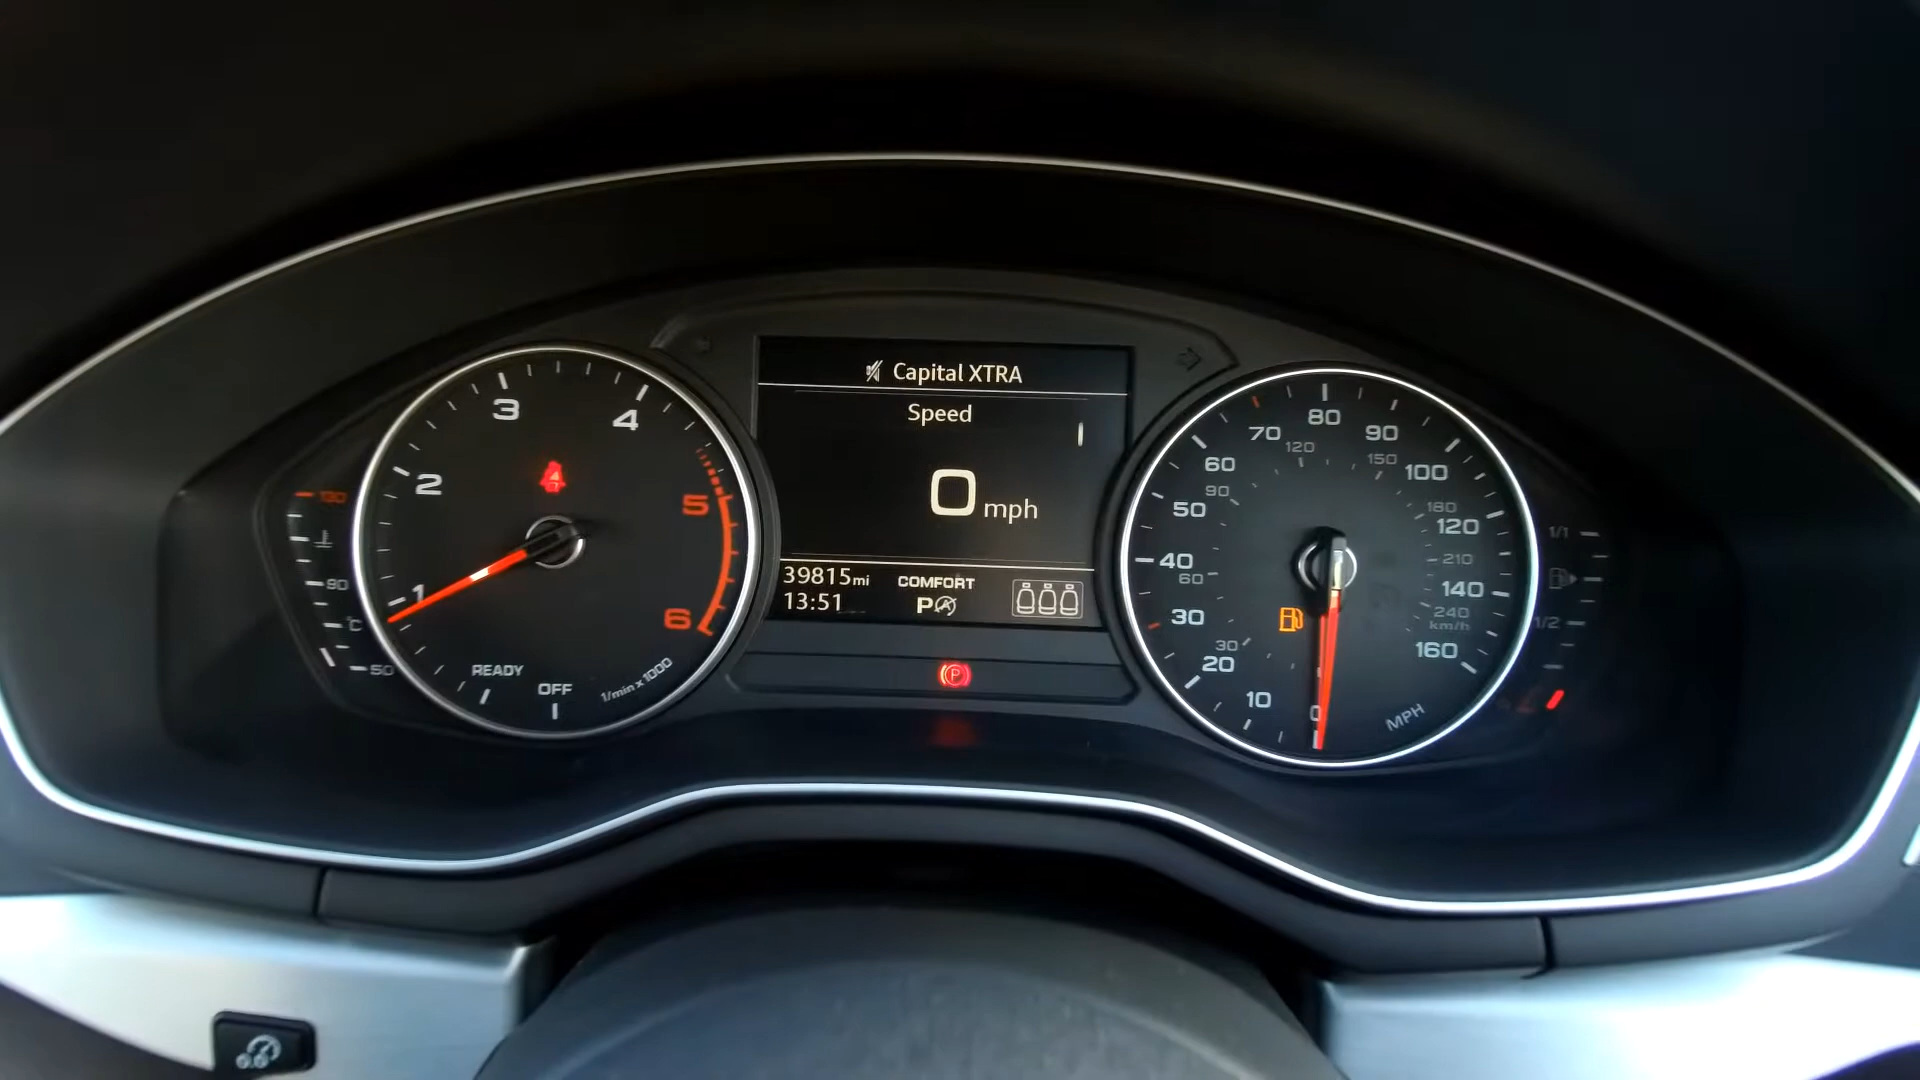 Capital XTRA
Speed
0 mph
39815mi
13:51
COMFORT
P
1
2
3
4
5
6
READY
OFF
1/min x 1000
130
90
°C
50
0
10
20
30
40
50
60
70
80
90
100
120
140
160
MPH
30
60
90
120
150
180
210
240
km/h
1/1
1/2
P